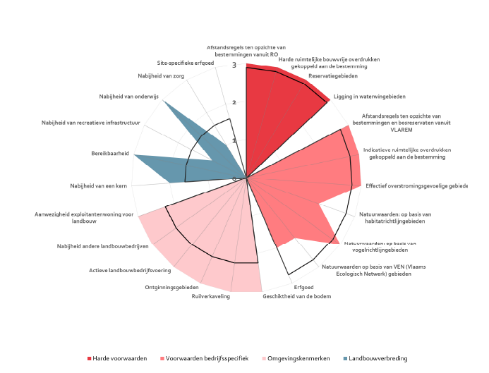 Afstandsregels ten opzichte van
bestemmingen vanuit RO
Harde ruimtelijke bouwvrije overdrukken
gekoppeld aan de bestemming
Reservatiegebieden
Ligging in waterwingebieden
Afstandsregels ten opzichte van
bestemmingen en bosreservaten vanuit
VLAREM
Indicatieve ruimtelijke overdrukken
gekoppeld aan de bestemming
Effectief overstromingsgevoelige gebieds
Natuurwaarden op basis van
habitatrichtlijngebieden
Natuurwaarden op basis van
vogelrichtlijngebieden
Natuurwaarden op basis van VEN (Vlaams
Ecologisch Netwerk) gebieden
Erfgoed
Geschiktheid van de bodem
Ruilverkaveling
Ontginningsgebieden
Actieve landbouwbedrijfsvoering
Nabijheid andere landbouwbedrijven
Aanwezigheid exploitantenwoning voor
landbouw
Nabijheid van een kern
Bereikbaarheid
Nabijheid van recreatieve infrastructuur
Nabijheid van onderwijs
Nabijheid van zorg
Site-specifieke erfgoed
3
2
1
0
Harde voorwaarden
Voorwaarden bedrijfsspecifiek
Omgevingskenmerken
Landbouwverbreding